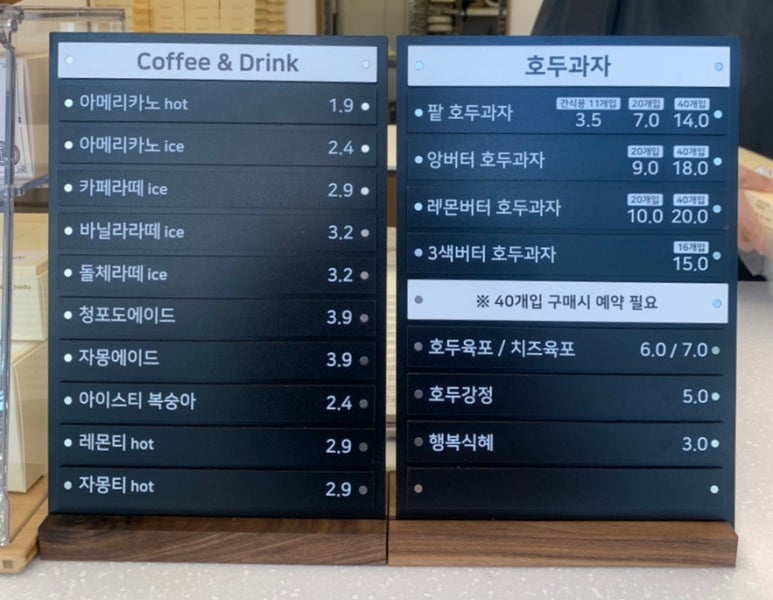 Coffee & Drink
아메리카노 hot 1.9
아메리카노 ice 2.4
카페라떼 ice 2.9
바닐라라떼 ice 3.2
돌체라떼 ice 3.2
청포도에이드 3.9
자몽에이드 3.9
아이스티 복숭아 2.4
레몬티 hot 2.9
자몽티 hot 2.9
호두과자
간식용 11개입 20개입 40개입
팥 호두과자 3.5 7.0 14.0
20개입 40개입
앙버터 호두과자 9.0 18.0
20개입 40개입
레몬버터 호두과자 10.0 20.0
16개입
3색버터 호두과자 15.0
※ 40개입 구매시 예약 필요
호두육포 / 치즈육포 6.0 / 7.0
호두강정 5.0
행복식혜 3.0